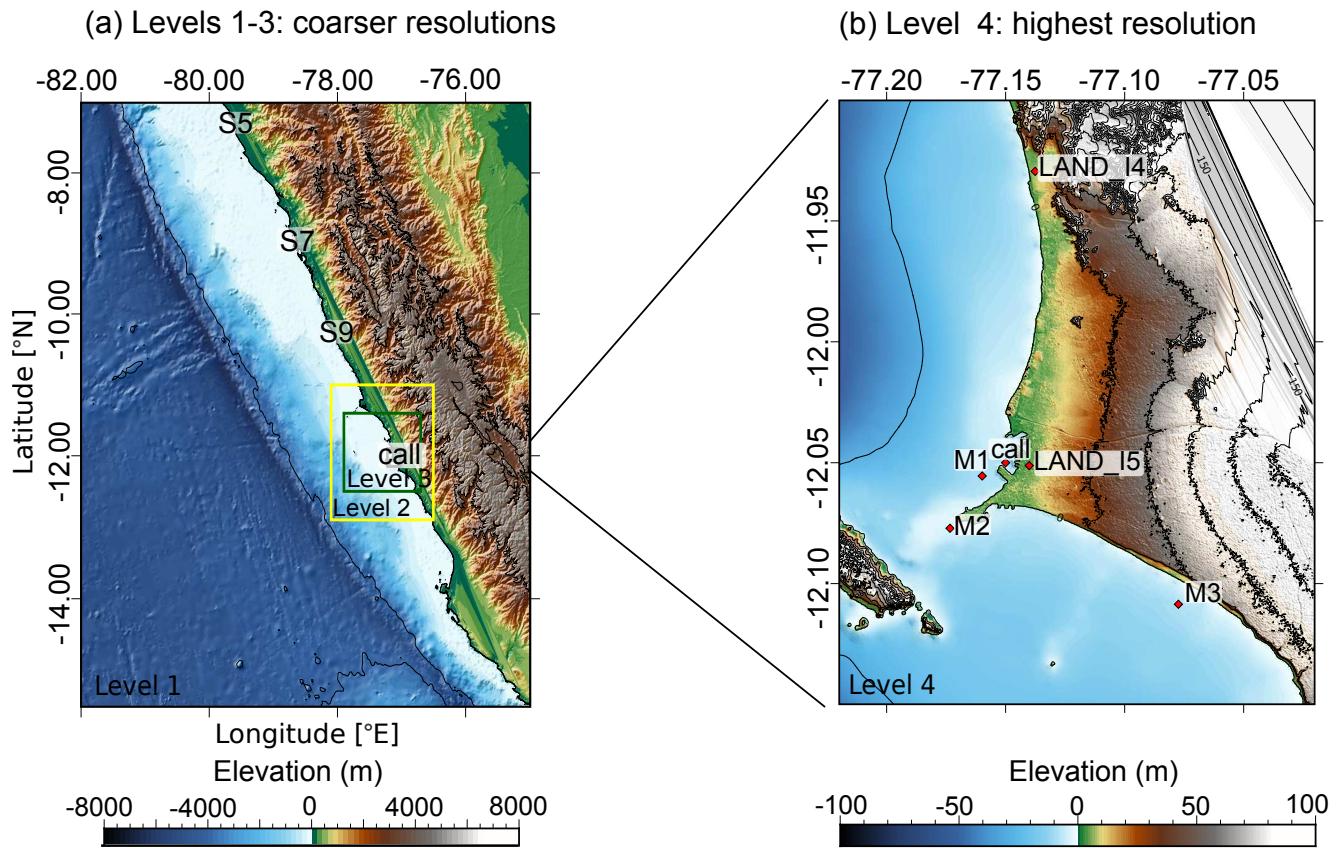 (a) Levels 1-3: coarser resolutions
(b) Level 4: highest resolution
-82.00 -80.00 -78.00 -76.00
-77.20 -77.15 -77.10 -77.05
S5
S7
S9
call
Level 3
Level 2
Level 1
-8.00
-10.00
-12.00
-14.00
Latitude [°N]
Longitude [°E]
LAND_I4
150
0
-11.95
-12.00
-12.05
-12.10
150
M1
call
LAND_I5
M2
0
M3
Level 4
Elevation (m)
-8000 -4000 0 4000 8000
Elevation (m)
-100 -50 0 50 100